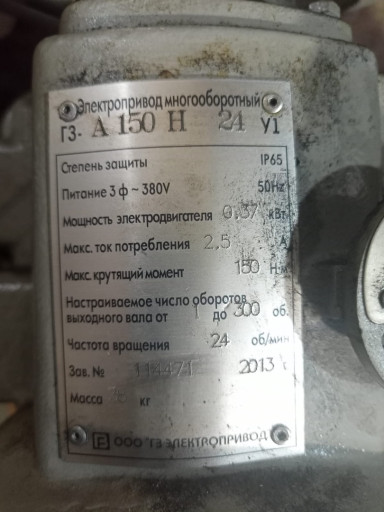 Электропривод многооборотный
ГЗ- А 150 Н 24 У1
Степень защиты IP65
Питание 3 ф ~ 380V 50Hz
Мощность электродвигателя 0.37 кВт
Макс. ток потребления 2.5 А
Макс. крутящий момент 150 Н.м
Настраиваемое число оборотов
выходного вала от 1 до 300 об.
Частота вращения 24 об/мин
Зав. № 2013 г
Масса кг
ООО "ГЗ ЭЛЕКТРОПРИВОД"